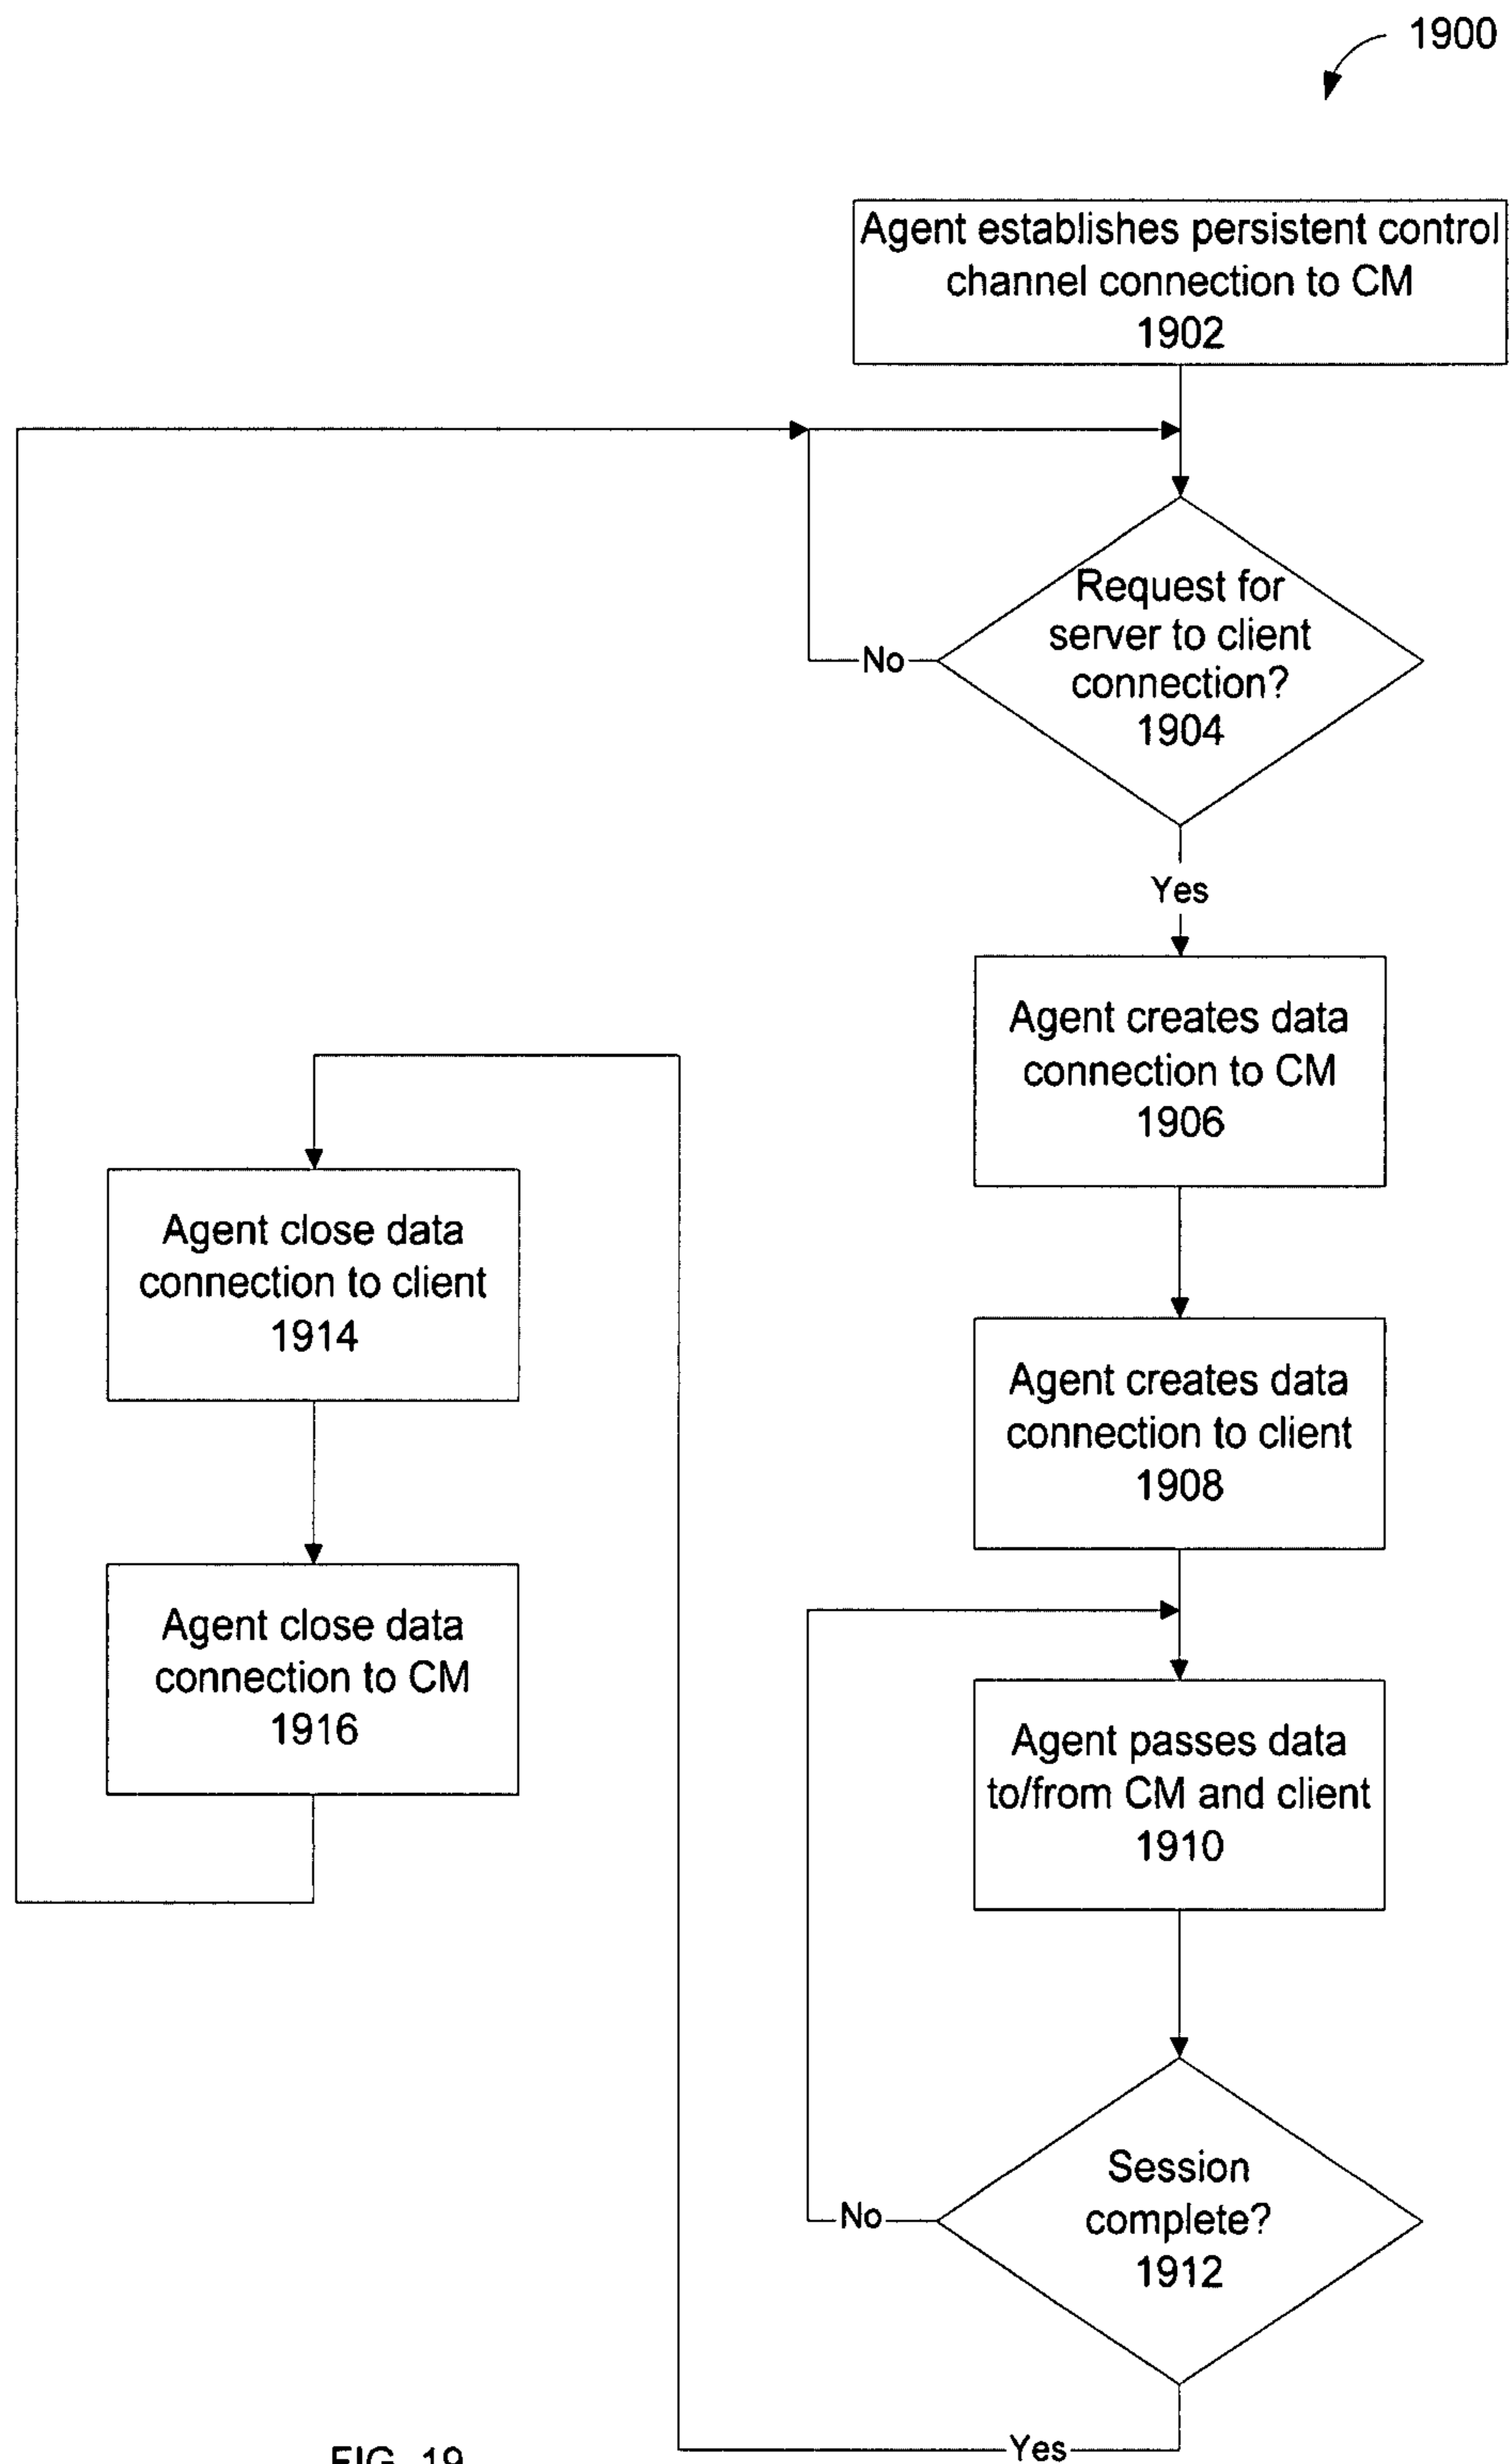 1900
Agent establishes persistent control
channel connection to CM
1902
Request for
server to client
connection?
1904
No
Yes
Agent creates data
connection to CM
1906
Agent creates data
connection to client
1908
Agent passes data
to/from CM and client
1910
Session
complete?
1912
No
Yes
Agent close data
connection to client
1914
Agent close data
connection to CM
1916
FIG. 19